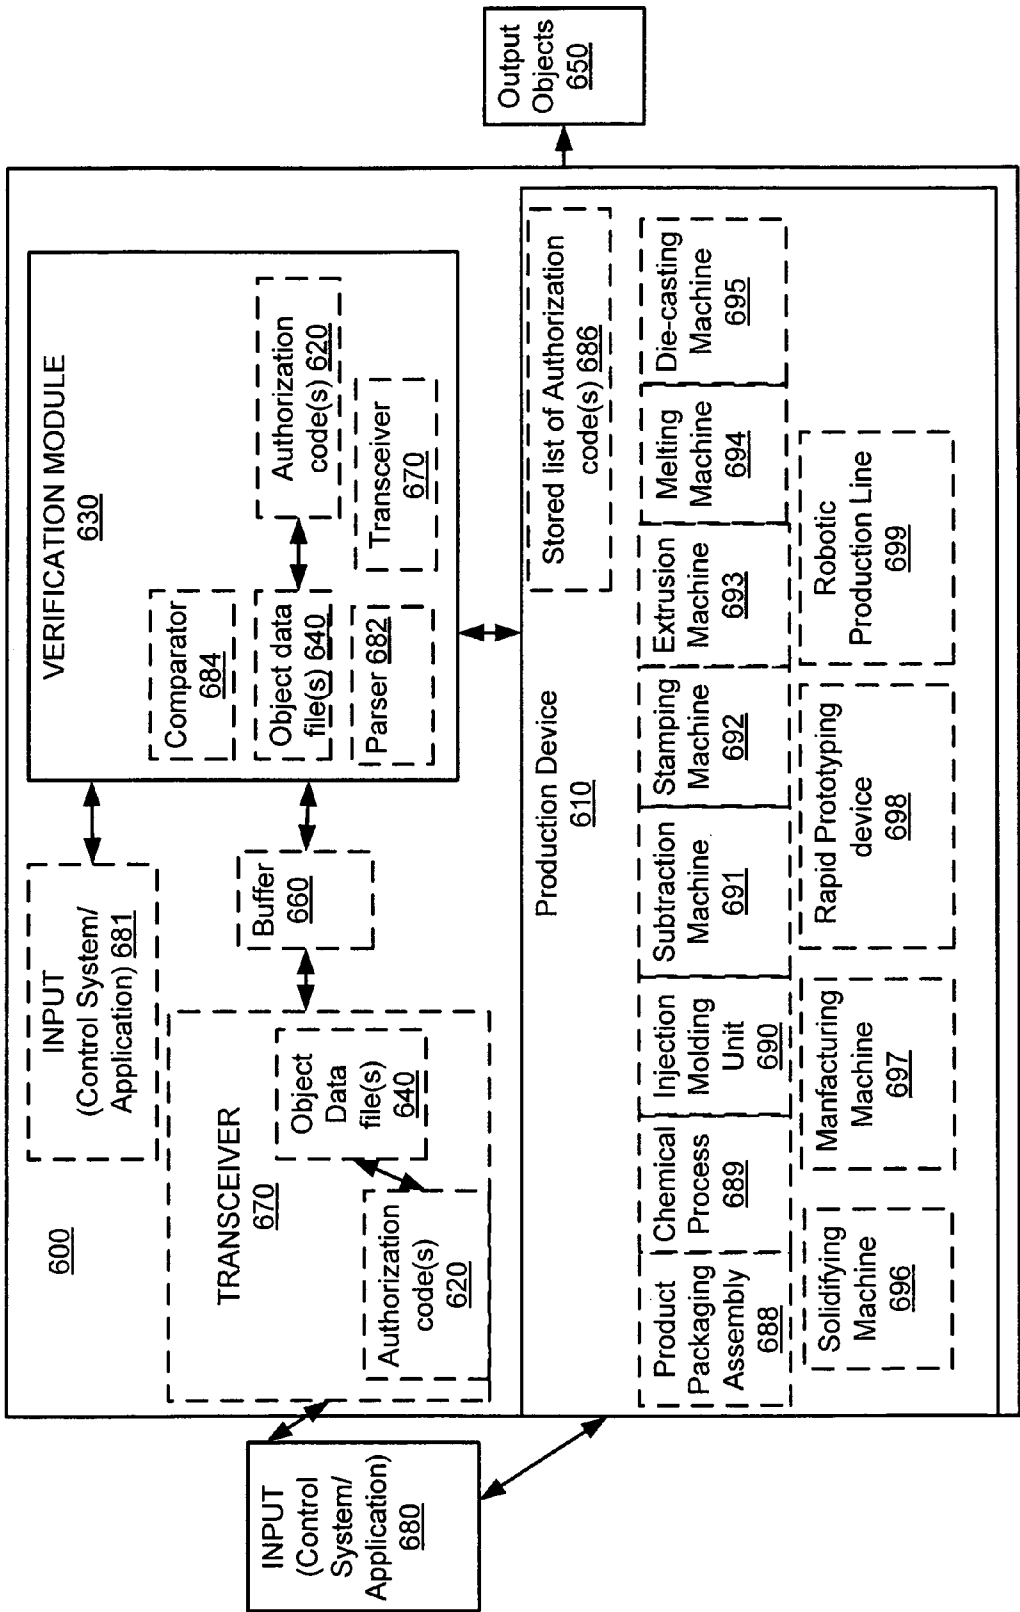 600
INPUT
(Control System/
Application) 681
VERIFICATION MODULE
630
Comparator
684
Object data
file(s) 640
Parser 682
Authorization
code(s) 620
Transceiver
670
TRANSCEIVER
670
Object
Data
file(s)
640
Authorization
code(s)
620
Buffer
660
INPUT
(Control
System/
Application)
680
Output
Objects
650
Production Device
610
Stored list of Authorization
code(s) 686
Product
Packaging
Assembly
688
Chemical
Process
689
Injection
Molding
Unit
690
Subtraction
Machine
691
Stamping
Machine
692
Extrusion
Machine
693
Melting
Machine
694
Die-casting
Machine
695
Solidifying
Machine
696
Manfacturing
Machine
697
Rapid Prototyping
device
698
Robotic
Production Line
699